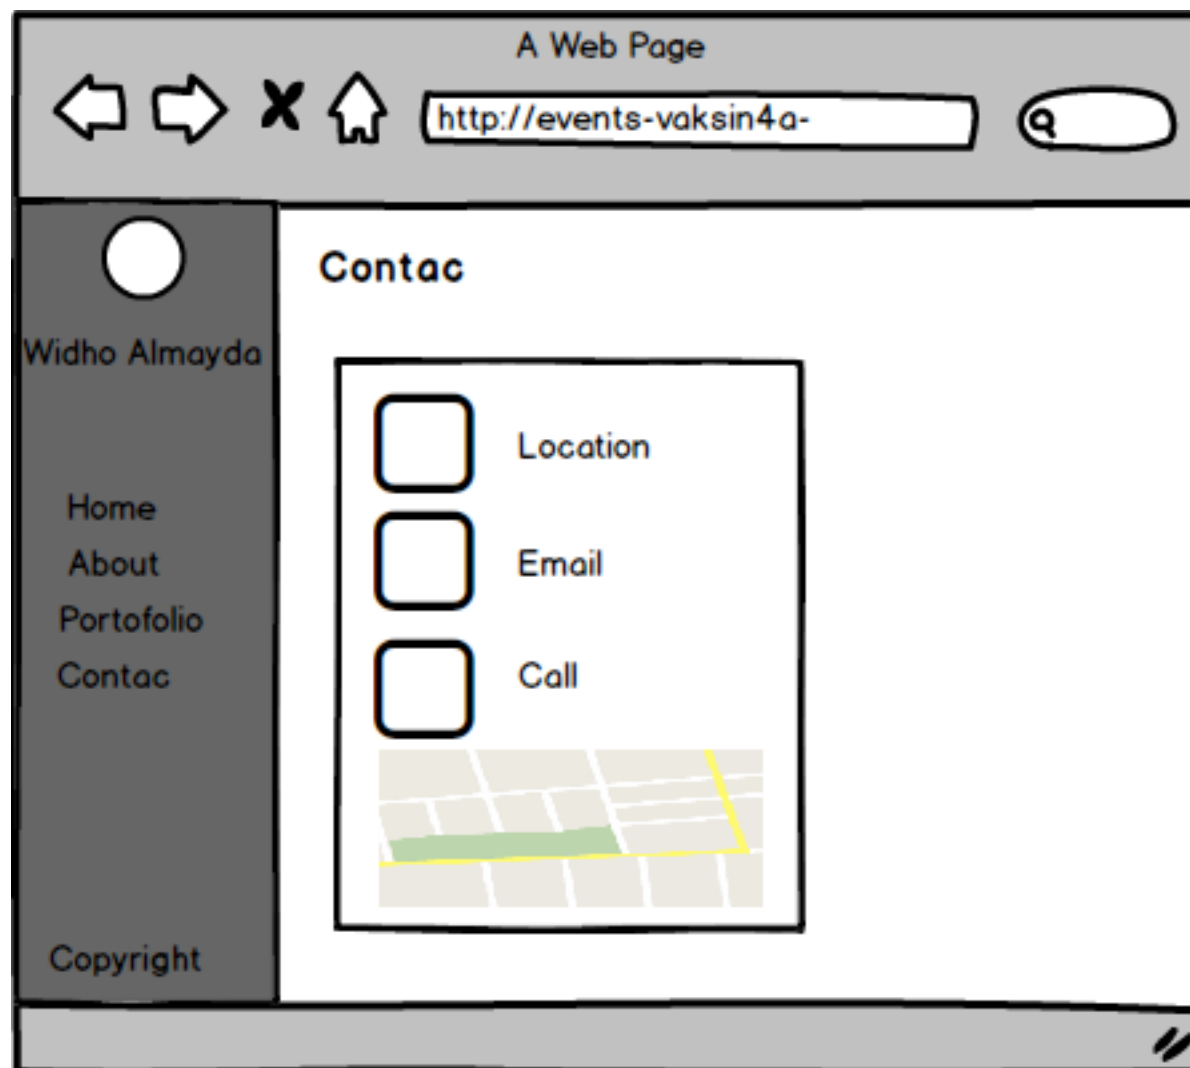 A Web Page
http://events-vaksin4a-
Widho Almayda
Home
About
Portofolio
Contac
Copyright
Contac
Location
Email
Call